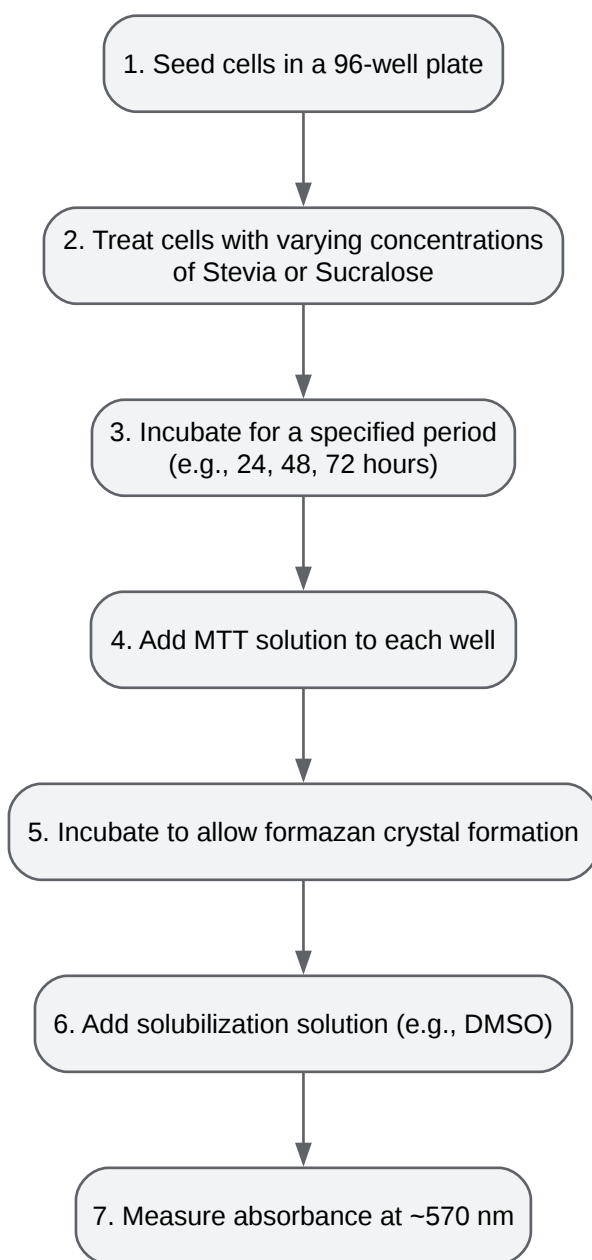 1. Seed cells in a 96-well plate
2. Treat cells with varying concentrations
of Stevia or Sucralose
3. Incubate for a specified period
(e.g., 24, 48, 72 hours)
4. Add MTT solution to each well
5. Incubate to allow formazan crystal formation
6. Add solubilization solution (e.g., DMSO)
7. Measure absorbance at ~570 nm